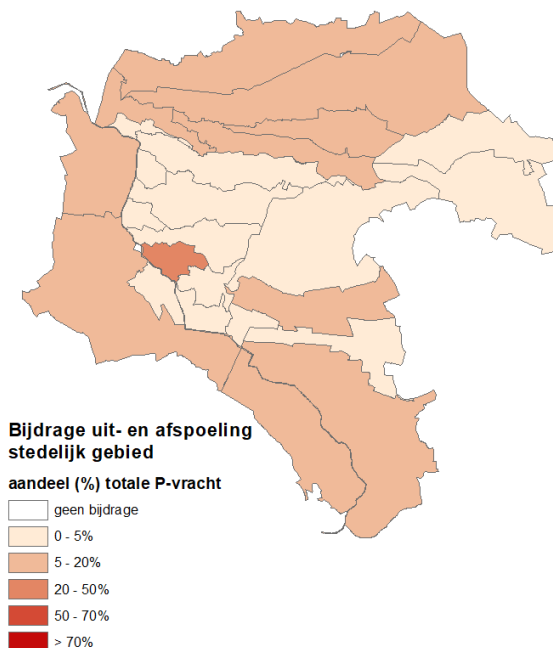 Bijdrage uit- en afspoeling
stedelijk gebied
aandeel (%) totale P-vracht
geen bijdrage
0 - 5%
5 - 20%
20 - 50%
50 - 70%
> 70%